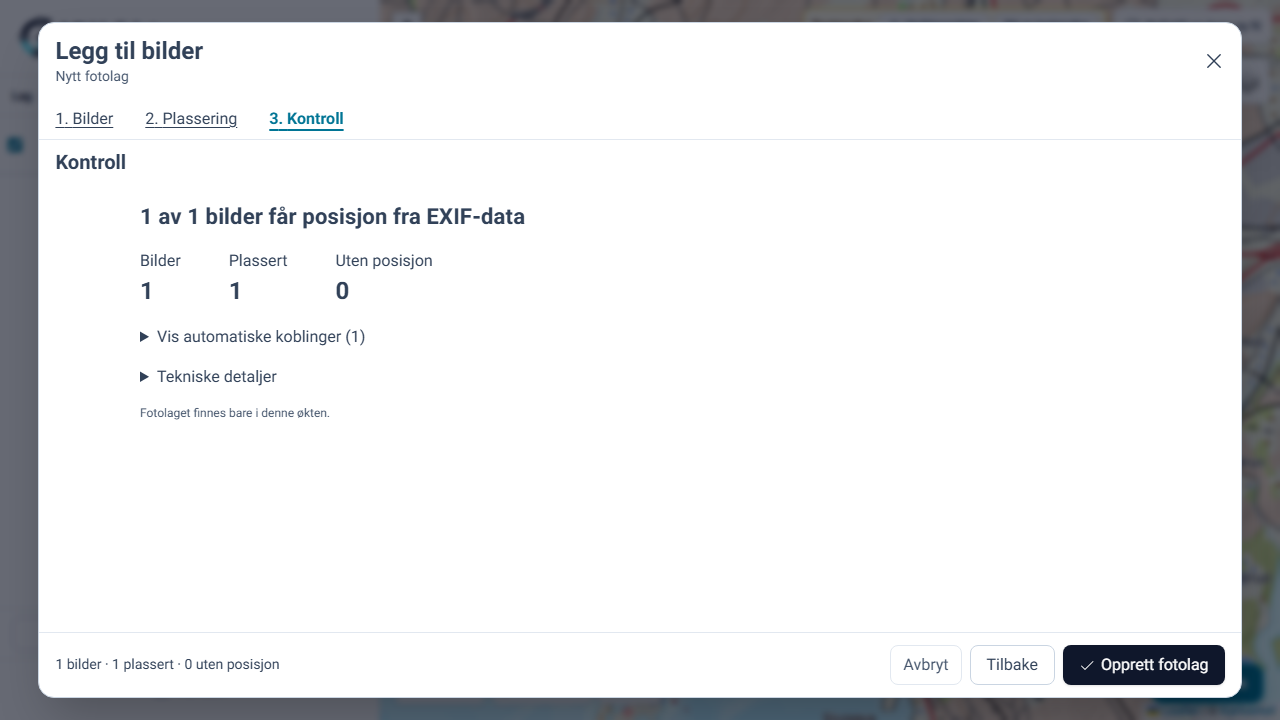 Legg til bilder
Nytt fotolag
1. Bilder 2. Plassering 3. Kontroll
Kontroll
1 av 1 bilder får posisjon fra EXIF-data
Bilder Plassert Uten posisjon
1 1 0
Vis automatiske koblinger (1)
Tekniske detaljer
Fotolaget finnes bare i denne økten.
1 bilder · 1 plassert · 0 uten posisjon Avbryt Tilbake Opprett fotolag